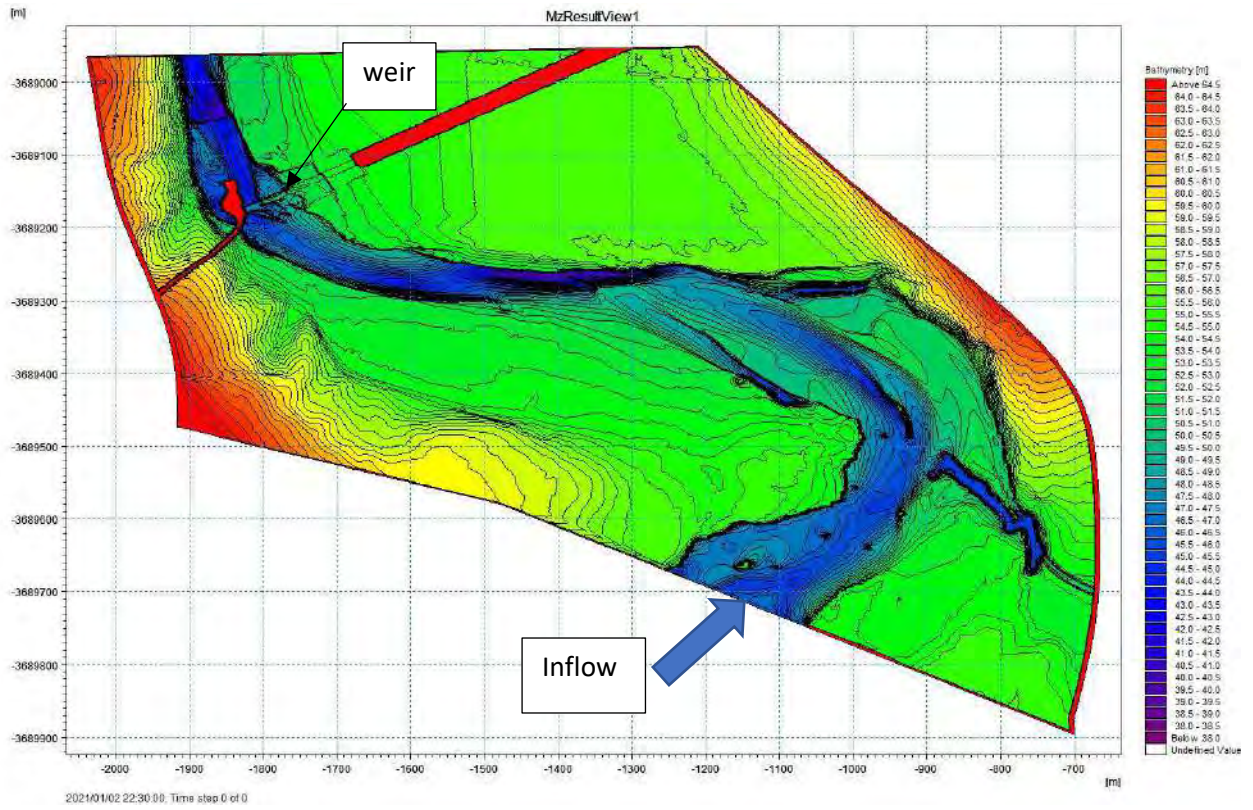 [m]
MzResultView1
weir
-3689000
-3689100
-3689200
-3689300
-3689400
-3689500
-3689600
-3689700
-3689800
-3689900
Inflow
-2000 -1900 -1800 -1700 -1600 -1500 -1400 -1300 -1200 -1100 -1000 -900 -800 -700
[m]
2021/01/02 22:30:00, Time step 0 of 0
Bathymetry [m]
Above 64.5
64.0 - 64.5
63.5 - 64.0
63.0 - 63.5
62.5 - 63.0
62.0 - 62.5
61.5 - 62.0
61.0 - 61.5
60.5 - 61.0
60.0 - 60.5
59.5 - 60.0
59.0 - 59.5
58.5 - 59.0
58.0 - 58.5
57.5 - 58.0
57.0 - 57.5
56.5 - 57.0
56.0 - 56.5
55.5 - 56.0
55.0 - 55.5
54.5 - 55.0
54.0 - 54.5
53.5 - 54.0
53.0 - 53.5
52.5 - 53.0
52.0 - 52.5
51.5 - 52.0
51.0 - 51.5
50.5 - 51.0
50.0 - 50.5
49.5 - 50.0
49.0 - 49.5
48.5 - 49.0
48.0 - 48.5
47.5 - 48.0
47.0 - 47.5
46.5 - 47.0
46.0 - 46.5
45.5 - 46.0
45.0 - 45.5
44.5 - 45.0
44.0 - 44.5
43.5 - 44.0
43.0 - 43.5
42.5 - 43.0
42.0 - 42.5
41.5 - 42.0
41.0 - 41.5
40.5 - 41.0
40.0 - 40.5
39.5 - 40.0
39.0 - 39.5
38.5 - 39.0
38.0 - 38.5
Below 38.0
Undefined Value